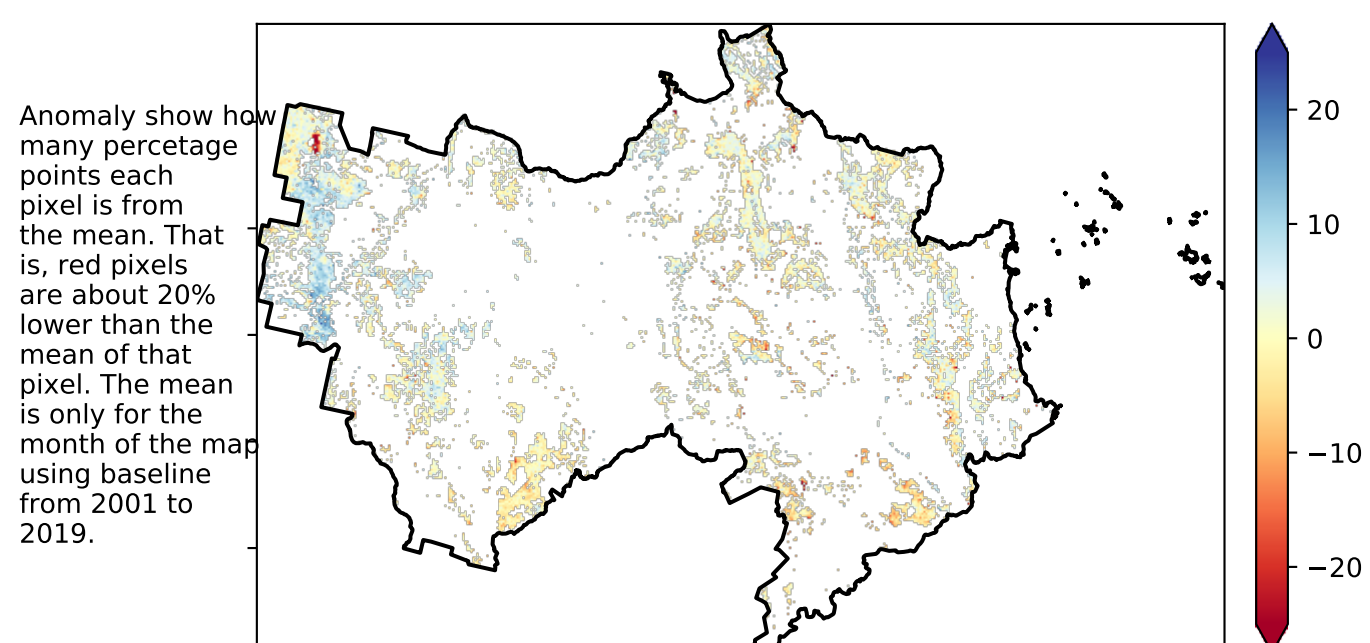 Anomaly show how
many percetage
points each
pixel is from
the mean. That
is, red pixels
are about 20%
lower than the
mean of that
pixel. The mean
is only for the
month of the map
using baseline
from 2001 to
2019.
20
10
0
−10
−20